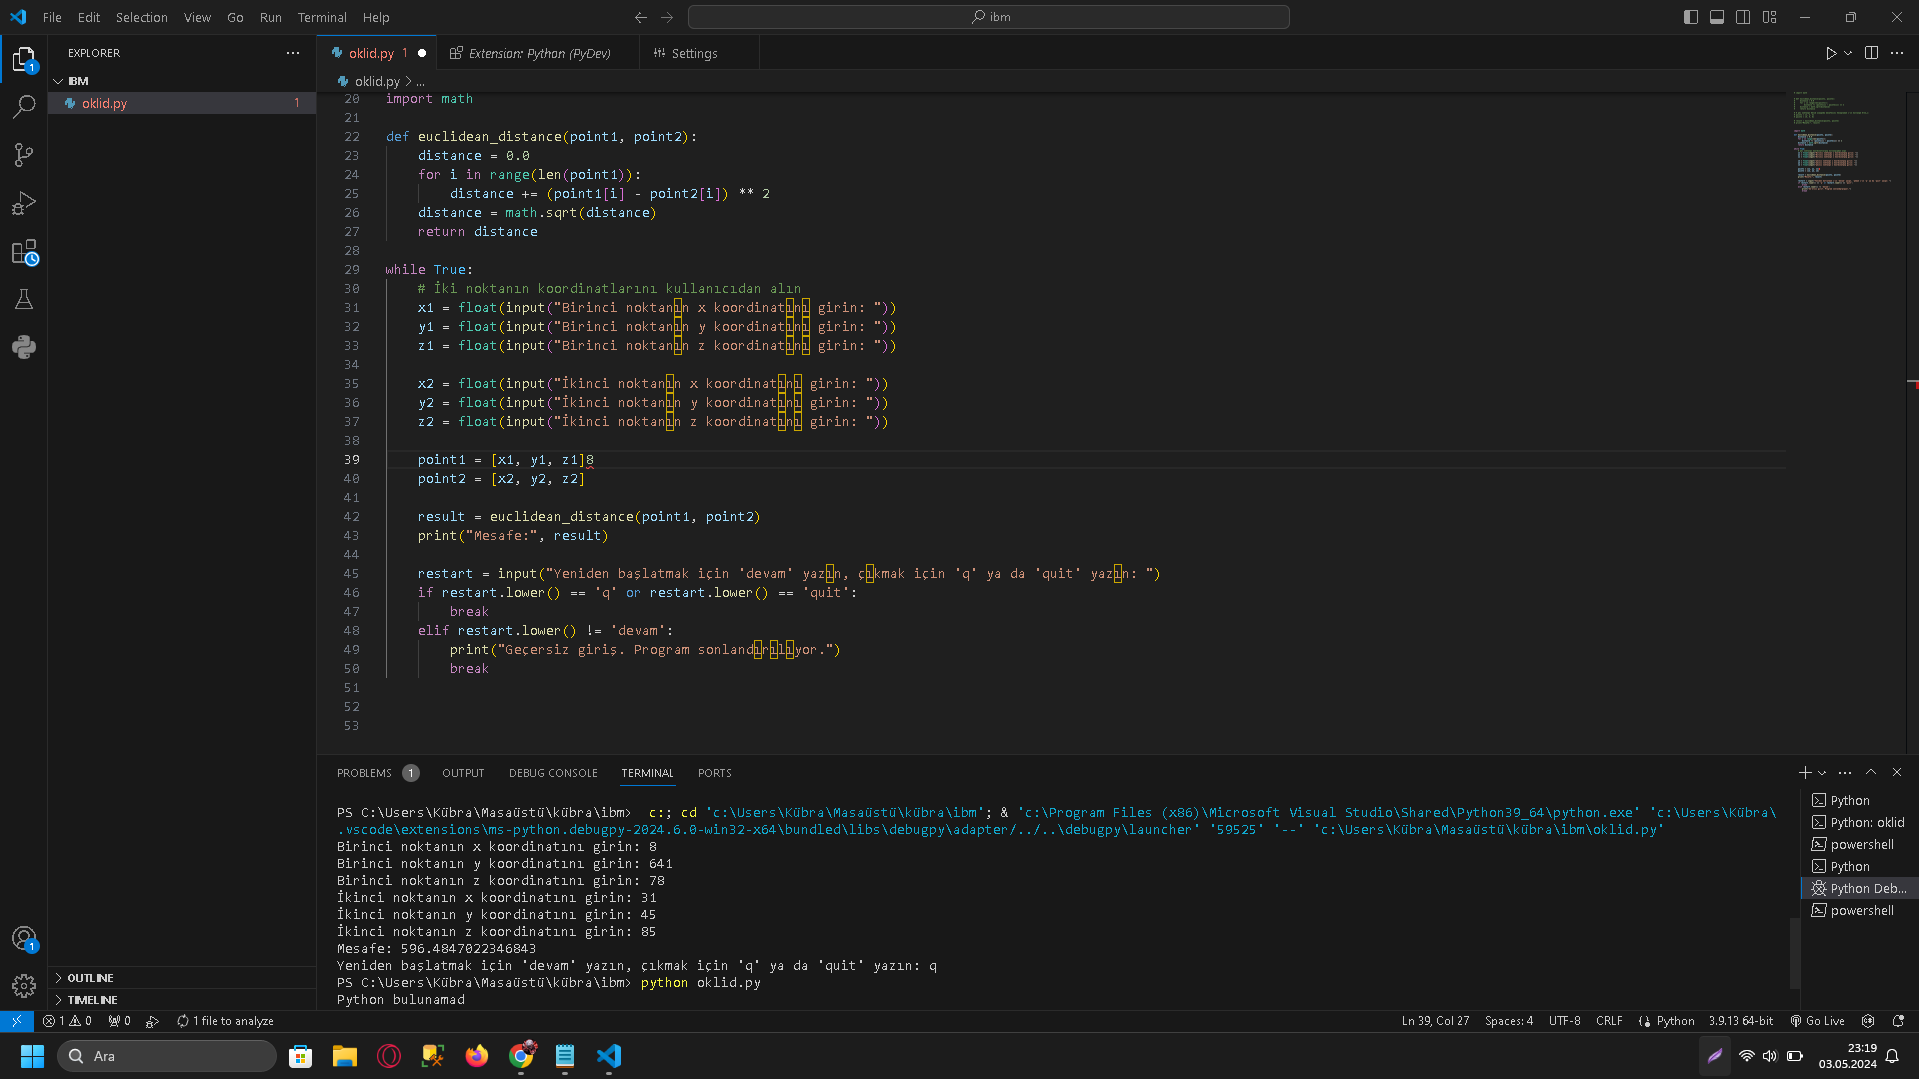 File Edit Selection View Go Run Terminal Help
ibm
EXPLORER
oklid.py 1
Extension: Python (PyDev)
Settings
IBM
oklid.py 1
oklid.py > ...
20 import math
21
22 def euclidean_distance(point1, point2):
23 distance = 0.0
24 for i in range(len(point1)):
25 distance += (point1[i] - point2[i]) ** 2
26 distance = math.sqrt(distance)
27 return distance
28
29 while True:
30 # İki noktanın koordinatlarını kullanıcıdan alın
31 x1 = float(input("Birinci noktanın x koordinatını girin: "))
32 y1 = float(input("Birinci noktanın y koordinatını girin: "))
33 z1 = float(input("Birinci noktanın z koordinatını girin: "))
34
35 x2 = float(input("İkinci noktanın x koordinatını girin: "))
36 y2 = float(input("İkinci noktanın y koordinatını girin: "))
37 z2 = float(input("İkinci noktanın z koordinatını girin: "))
38
39 point1 = [x1, y1, z1]8
40 point2 = [x2, y2, z2]
41
42 result = euclidean_distance(point1, point2)
43 print("Mesafe:", result)
44
45 restart = input("Yeniden başlatmak için 'devam' yazın, çıkmak için 'q' ya da 'quit' yazın: ")
46 if restart.lower() == 'q' or restart.lower() == 'quit':
47 break
48 elif restart.lower() != 'devam':
49 print("Geçersiz giriş. Program sonlandırılıyor.")
50 break
51
52
53
PROBLEMS 1 OUTPUT DEBUG CONSOLE TERMINAL PORTS
PS C:\Users\Kübra\Masaüstü\kübra\ibm> c:; cd 'c:\Users\Kübra\Masaüstü\kübra\ibm'; & 'c:\Program Files (x86)\Microsoft Visual Studio\Shared\Python39_64\python.exe' 'c:\Users\Kübra\
.vscode\extensions\ms-python.debugpy-2024.6.0-win32-x64\bundled\libs\debugpy\adapter/../..\debugpy\launcher' '59525' '--' 'c:\Users\Kübra\Masaüstü\kübra\ibm\oklid.py'
Birinci noktanın x koordinatını girin: 8
Birinci noktanın y koordinatını girin: 641
Birinci noktanın z koordinatını girin: 78
İkinci noktanın x koordinatını girin: 31
İkinci noktanın y koordinatını girin: 45
İkinci noktanın z koordinatını girin: 85
Mesafe: 596.4847022346843
Yeniden başlatmak için 'devam' yazın, çıkmak için 'q' ya da 'quit' yazın: q
PS C:\Users\Kübra\Masaüstü\kübra\ibm> python oklid.py
Python bulunamad
Python
Python: oklid
powershell
Python
Python Deb...
powershell
OUTLINE
TIMELINE
1 0 0 1 file to analyze
Ln 39, Col 27 Spaces: 4 UTF-8 CRLF Python 3.9.13 64-bit Go Live
Ara
23:19
03.05.2024